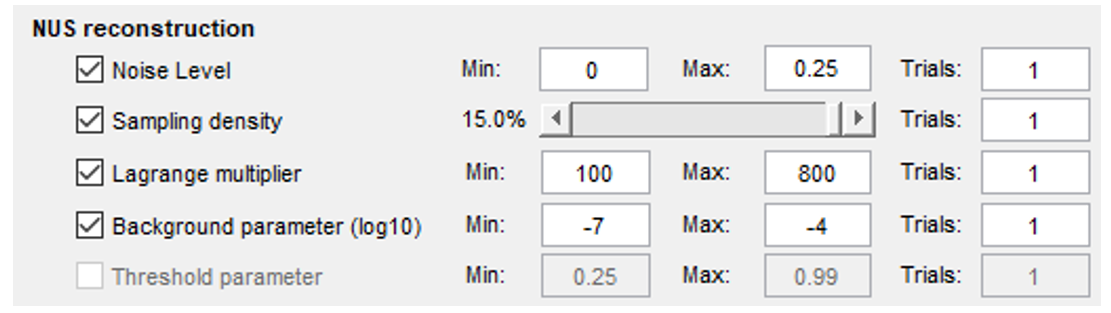 NUS reconstruction
Noise Level Min: 0 Max: 0.25 Trials: 1
Sampling density 15.0% Trials: 1
Lagrange multiplier Min: 100 Max: 800 Trials: 1
Background parameter (log10) Min: -7 Max: -4 Trials: 1
Threshold parameter Min: 0.25 Max: 0.99 Trials: 1